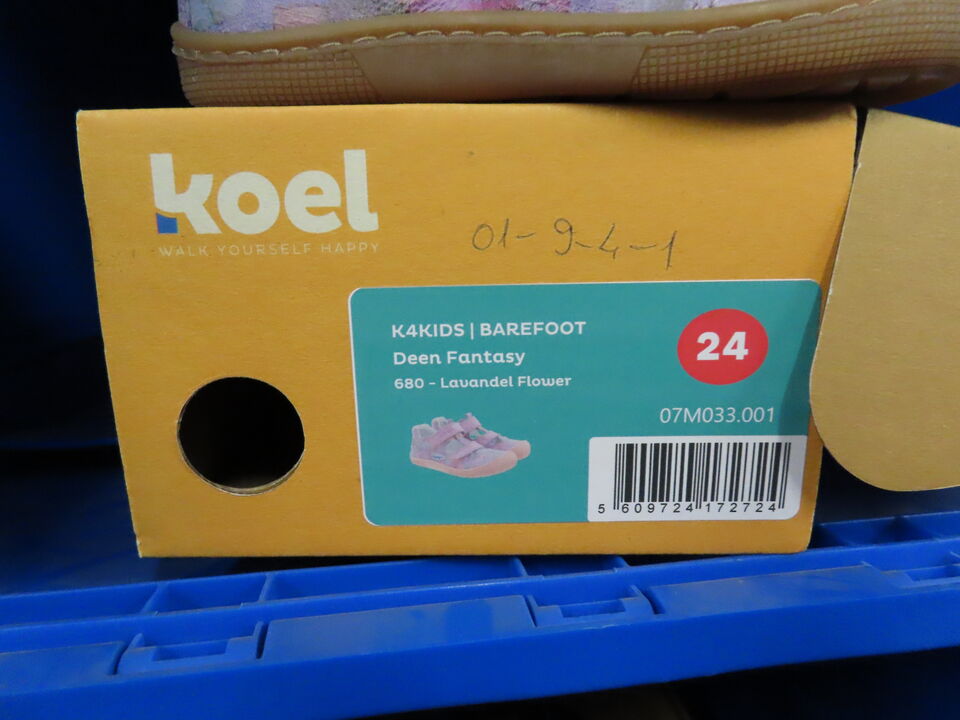 koel
WALK YOURSELF HAPPY
01-9-4-1
K4KIDS | BAREFOOT
Deen Fantasy
680 - Lavandel Flower
24
07M033.001
5 609724 172724